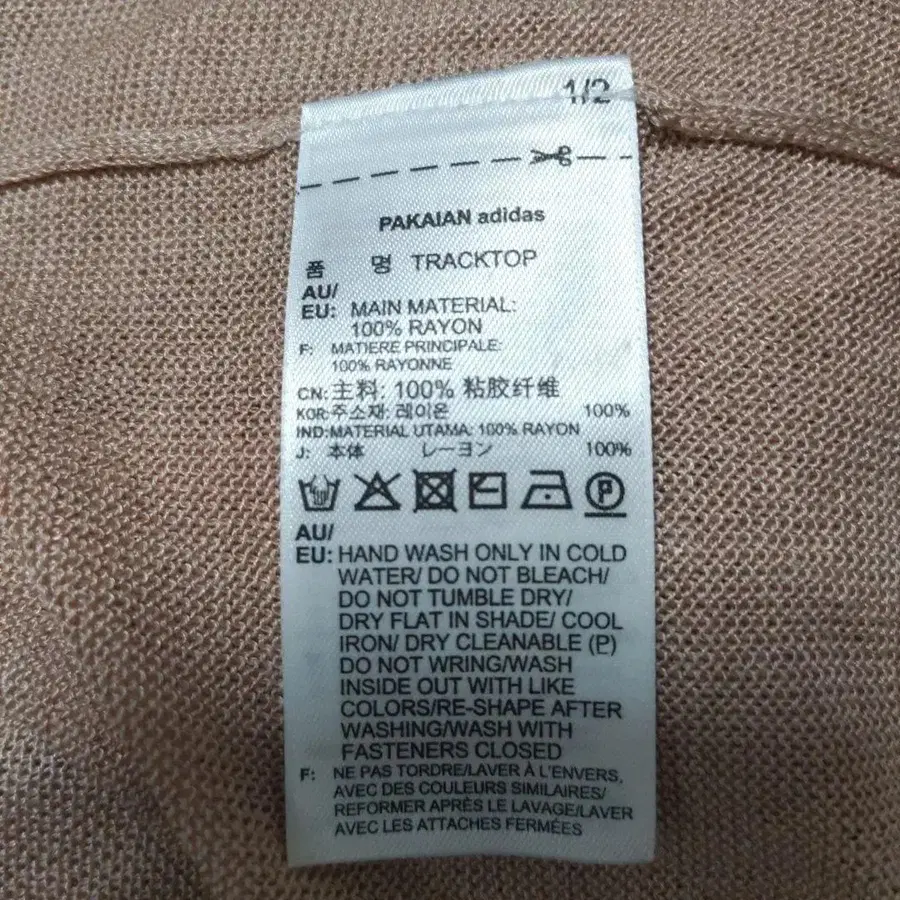 1/2
PAKAIAN adidas
품 명 TRACKTOP
AU/
EU: MAIN MATERIAL:
100% RAYON
F: MATIERE PRINCIPALE:
100% RAYONNE
CN: 主料: 100% 粘胶纤维
KOR: 주소재: 레이온 100%
IND: MATERIAL UTAMA: 100% RAYON
J: 本体 レーヨン 100%
P
AU/
EU: HAND WASH ONLY IN COLD
WATER/ DO NOT BLEACH/
DO NOT TUMBLE DRY/
DRY FLAT IN SHADE/ COOL
IRON/ DRY CLEANABLE (P)
DO NOT WRING/WASH
INSIDE OUT WITH LIKE
COLORS/RE-SHAPE AFTER
WASHING/WASH WITH
FASTENERS CLOSED
F: NE PAS TORDRE/LAVER À L'ENVERS,
AVEC DES COULEURS SIMILAIRES/
REFORMER APRÈS LE LAVAGE/LAVER
AVEC LES ATTACHES FERMÉES